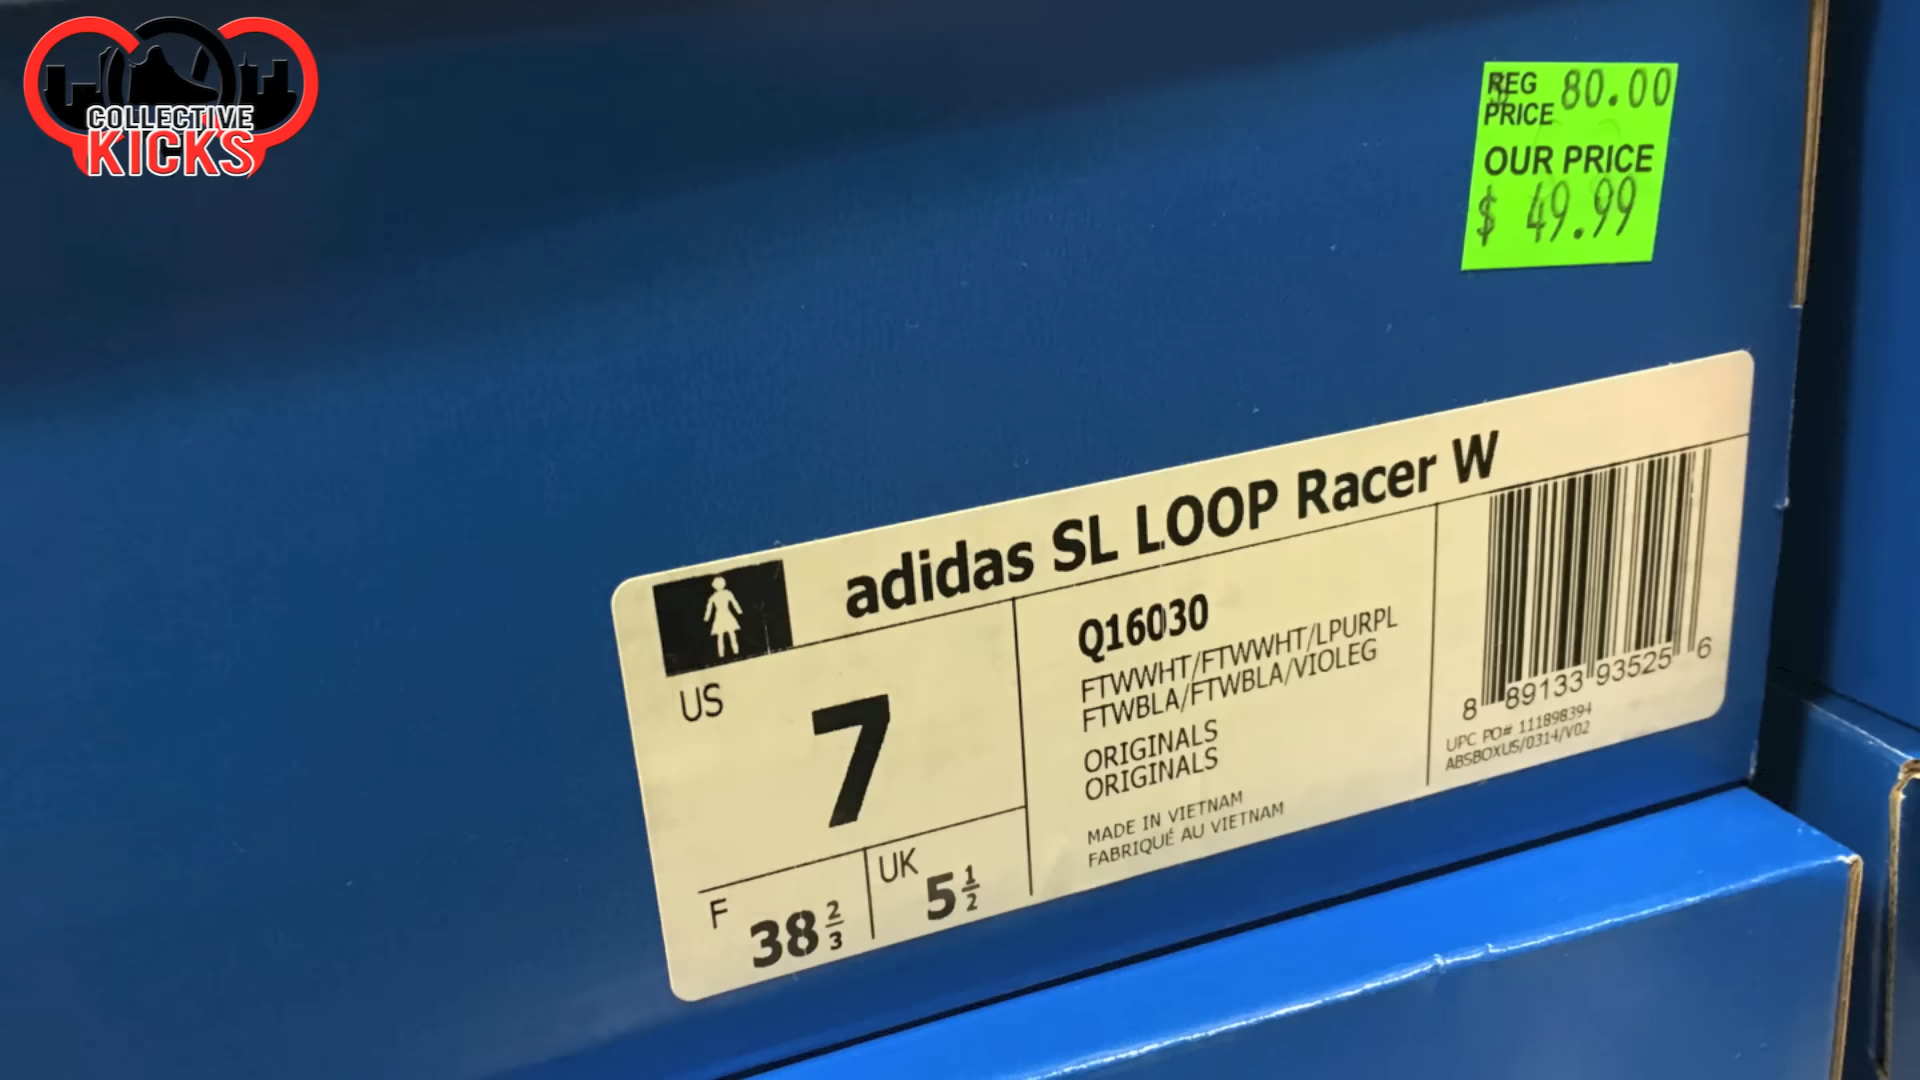 COLLECTIVE
KICKS
REG
PRICE 80.00
OUR PRICE
$ 49.99
adidas SL LOOP Racer W
US
7
F 38 2/3
UK 5 1/2
Q16030
FTWWHT/FTWWHT/LPURPL
FTWBLA/FTWBLA/VIOLEG
ORIGINALS
ORIGINALS
MADE IN VIETNAM
FABRIQUÉ AU VIETNAM
8 89133 93525 6
UPC PO# 111898394
ABSBOXUS/0314/V02